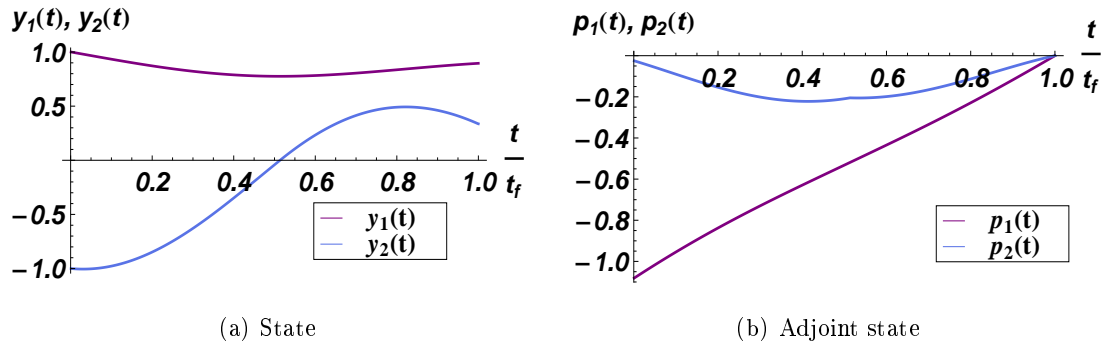 y1(t), y2(t)
1.0
0.5
−0.5
−1.0
0.2 0.4 0.6 0.8 1.0
t
tf
y1(t)
y2(t)
(a) State
p1(t), p2(t)
t
tf
0.2 0.4 0.6 0.8 1.0
−0.2
−0.4
−0.6
−0.8
−1.0
p1(t)
p2(t)
(b) Adjoint state